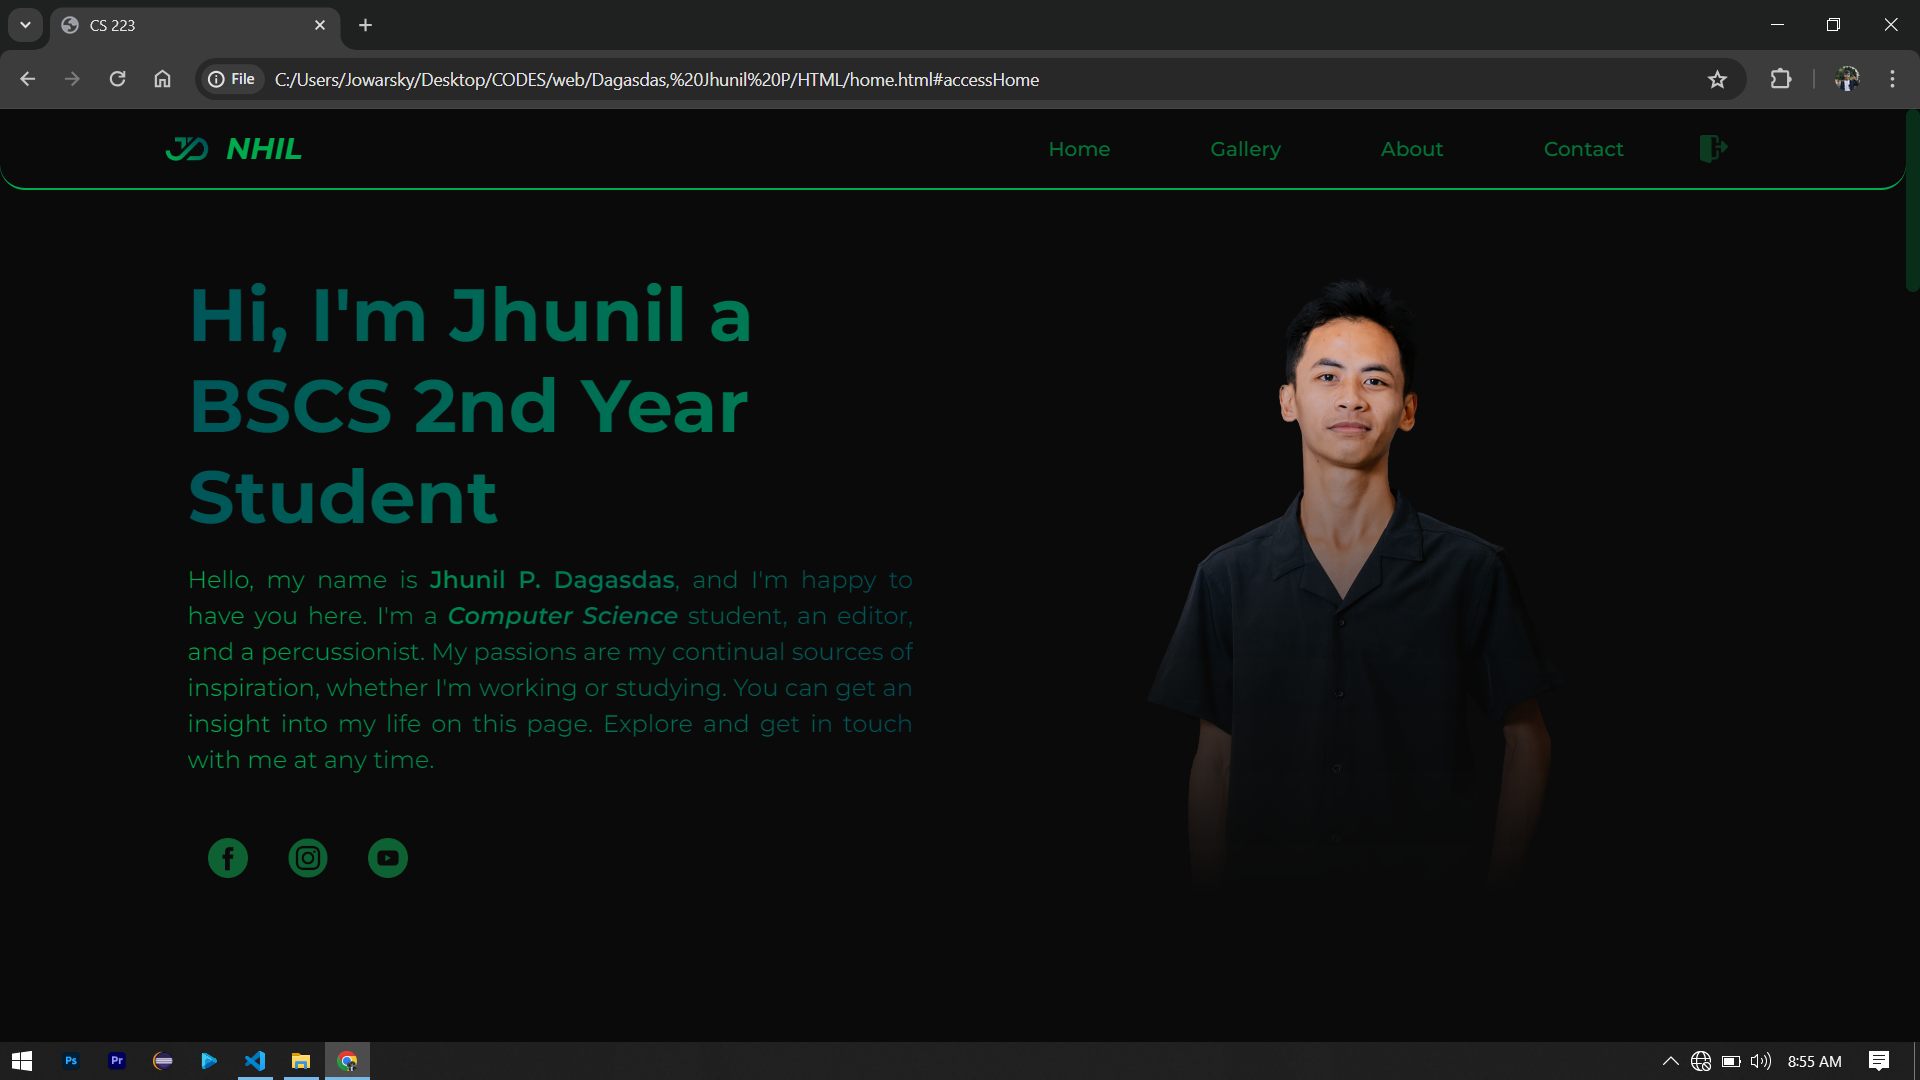 CS 223
File
C:/Users/Jowarsky/Desktop/CODES/web/Dagasdas,%20Jhunil%20P/HTML/home.html#accessHome
NHIL
Home
Gallery
About
Contact
Hi, I'm Jhunil a
BSCS 2nd Year
Student
Hello, my name is Jhunil P. Dagasdas, and I'm happy to
have you here. I'm a Computer Science student, an editor,
and a percussionist. My passions are my continual sources of
inspiration, whether I'm working or studying. You can get an
insight into my life on this page. Explore and get in touch
with me at any time.
Ps
Pr
8:55 AM